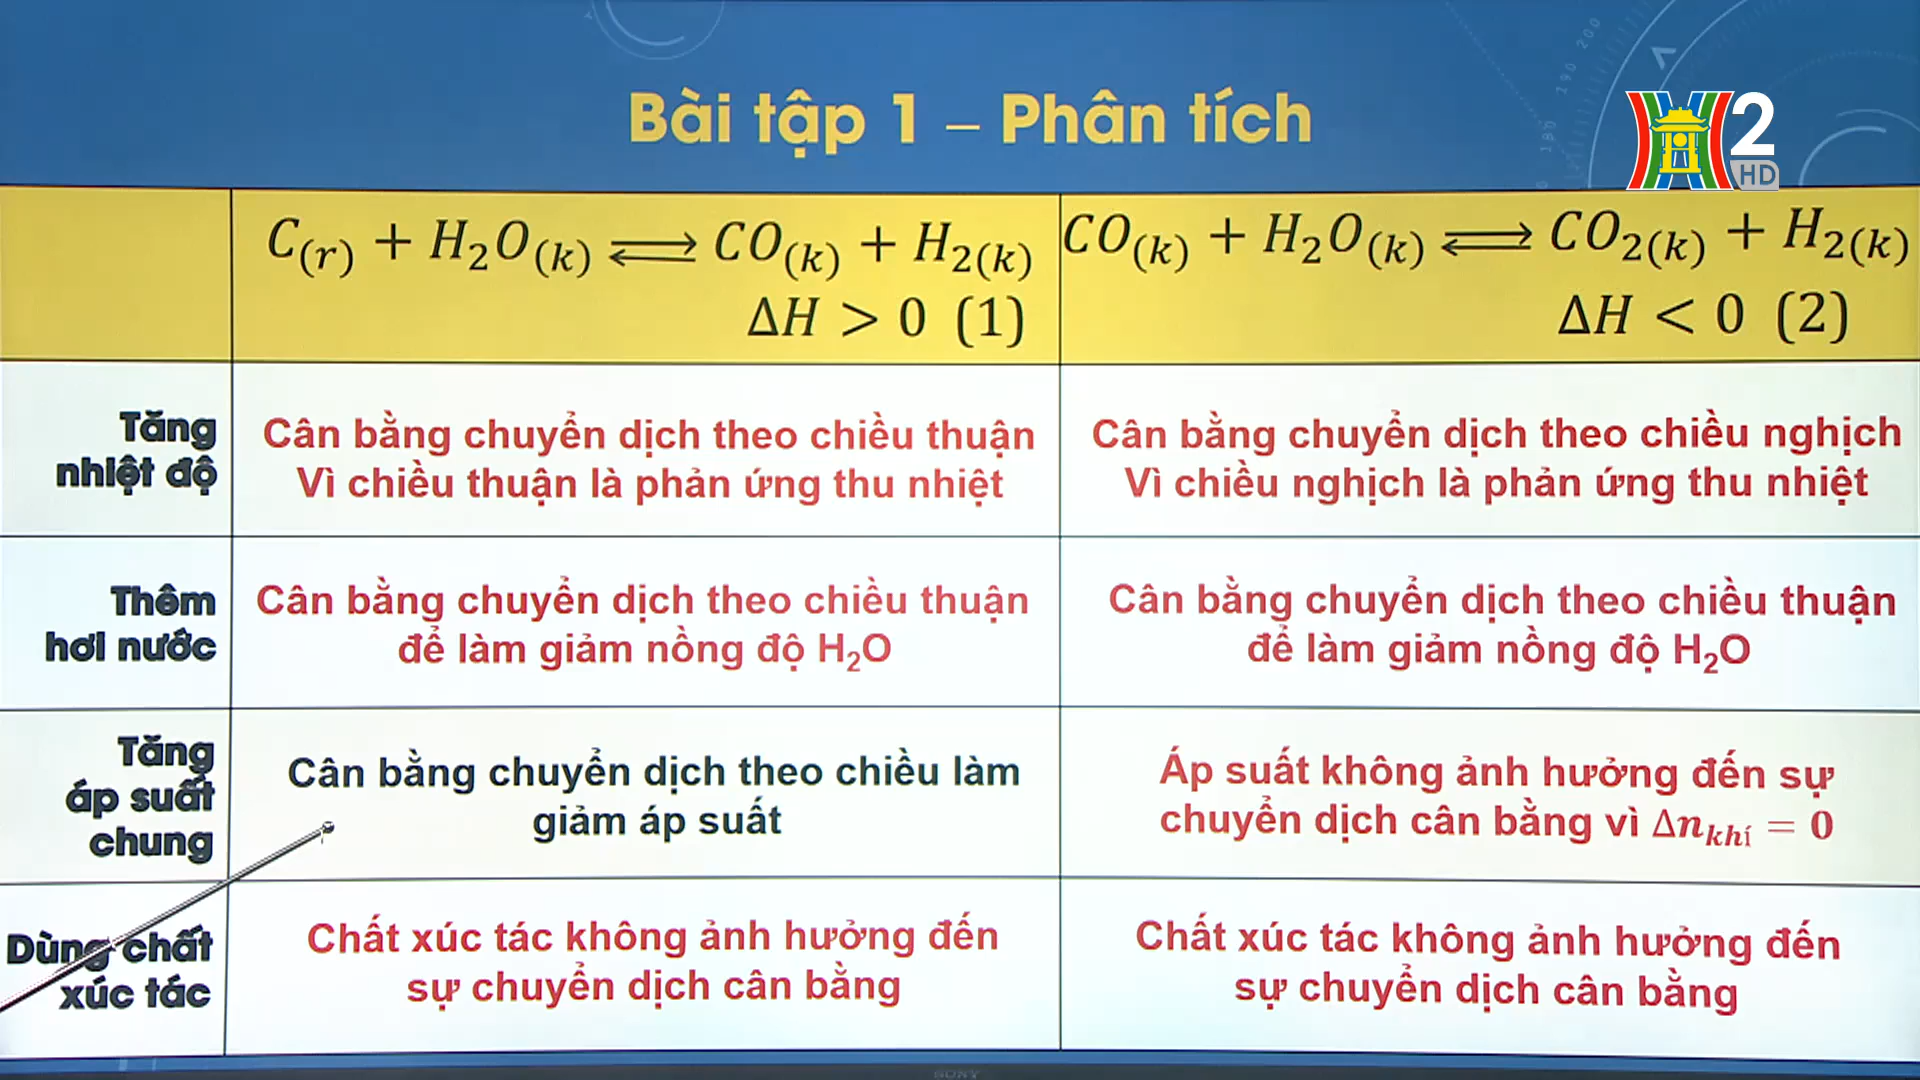 Bài tập 1 – Phân tích
2
HD
190 200
180
C(r) + H₂O(k) ⇌ CO(k) + H₂(k)
ΔH > 0 (1)
CO(k) + H₂O(k) ⇌ CO₂(k) + H₂(k)
ΔH < 0 (2)
Tăng
nhiệt độ
Cân bằng chuyển dịch theo chiều thuận
Vì chiều thuận là phản ứng thu nhiệt
Cân bằng chuyển dịch theo chiều nghịch
Vì chiều nghịch là phản ứng thu nhiệt
Thêm
hơi nước
Cân bằng chuyển dịch theo chiều thuận
để làm giảm nồng độ H₂O
Cân bằng chuyển dịch theo chiều thuận
để làm giảm nồng độ H₂O
Tăng
áp suất
chung
Cân bằng chuyển dịch theo chiều làm
giảm áp suất
Áp suất không ảnh hưởng đến sự
chuyển dịch cân bằng vì Δn khí = 0
Dùng chất
xúc tác
Chất xúc tác không ảnh hưởng đến
sự chuyển dịch cân bằng
Chất xúc tác không ảnh hưởng đến
sự chuyển dịch cân bằng
SONY